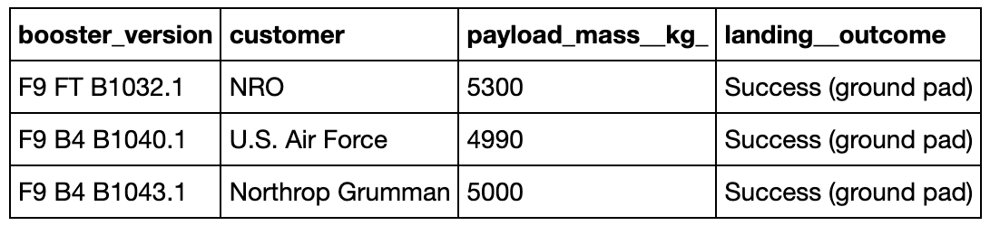 booster_version customer payload_mass__kg_ landing__outcome
F9 FT B1032.1 NRO 5300 Success (ground pad)
F9 B4 B1040.1 U.S. Air Force 4990 Success (ground pad)
F9 B4 B1043.1 Northrop Grumman 5000 Success (ground pad)